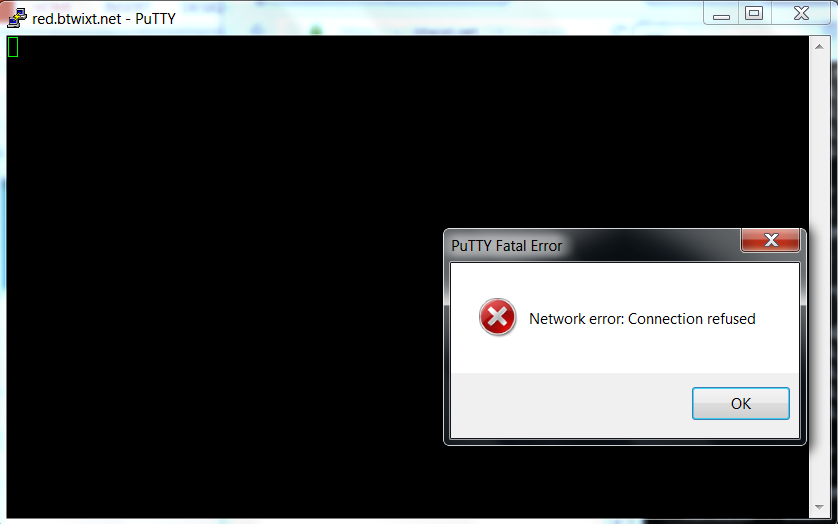 red.btwixt.net - PuTTY
PuTTY Fatal Error
Network error: Connection refused
OK